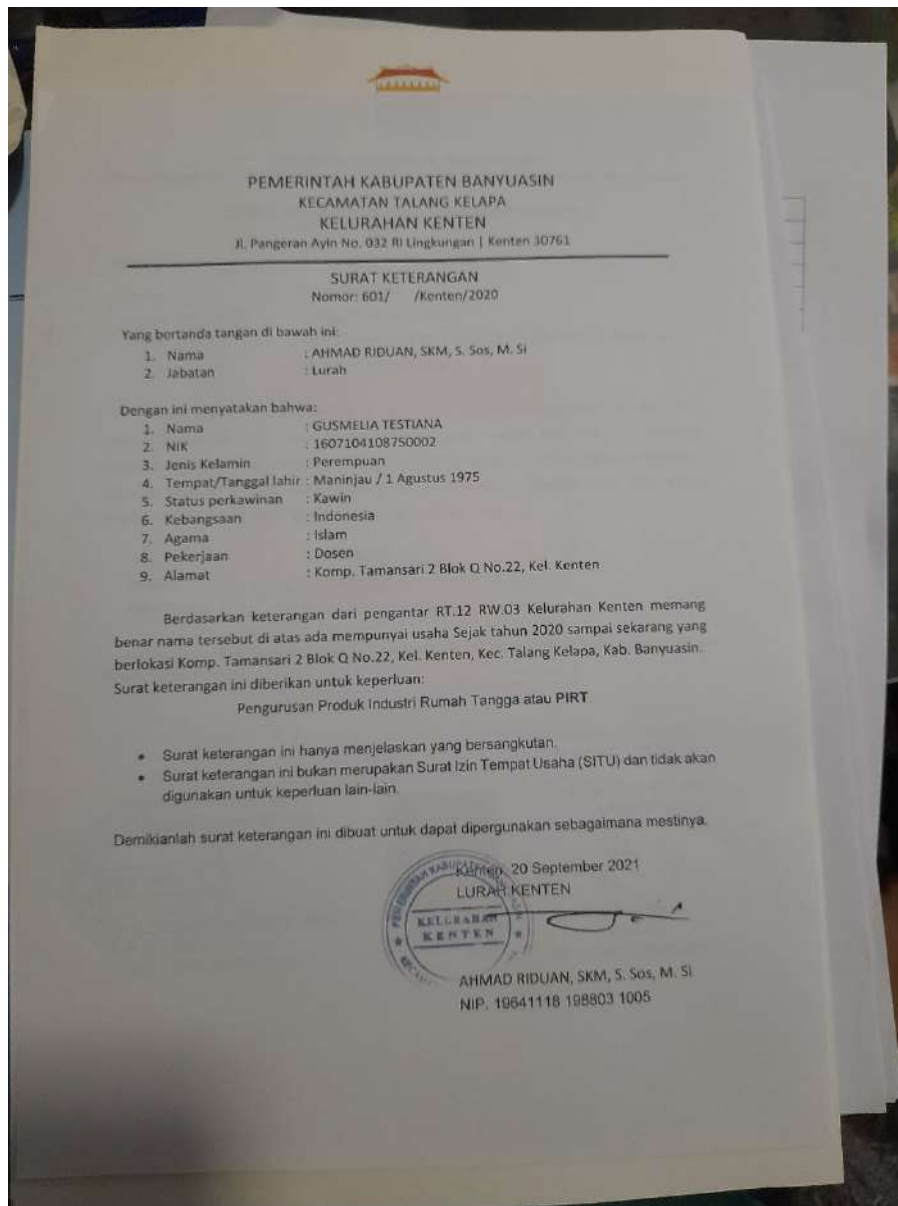 PEMERINTAH KABUPATEN BANYUASIN
KECAMATAN TALANG KELAPA
KELURAHAN KENTEN
Jl. Pangeran Ayin No. 032 RI Lingkungan I Kenten 30761
SURAT KETERANGAN
Nomor: 601/ /Kenten/2020
Yang bertanda tangan di bawah ini:
1. Nama : AHMAD RIDUAN, SKM, S. Sos, M. Si
2. Jabatan : Lurah
Dengan ini menyatakan bahwa:
1. Nama : GUSMELIA TESTIANA
2. NIK : 1607104108750002
3. Jenis Kelamin : Perempuan
4. Tempat/Tanggal lahir : Maninjau / 1 Agustus 1975
5. Status perkawinan : Kawin
6. Kebangsaan : Indonesia
7. Agama : Islam
8. Pekerjaan : Dosen
9. Alamat : Komp. Tamansari 2 Blok Q No.22, Kel. Kenten
Berdasarkan keterangan dari pengantar RT.12 RW.03 Kelurahan Kenten memang
benar nama tersebut di atas ada mempunyai usaha Sejak tahun 2020 sampai sekarang yang
berlokasi Komp. Tamansari 2 Blok Q No.22, Kel. Kenten, Kec. Talang Kelapa, Kab. Banyuasin.
Surat keterangan ini diberikan untuk keperluan:
Pengurusan Produk Industri Rumah Tangga atau PIRT
• Surat keterangan ini hanya menjelaskan yang bersangkutan.
• Surat keterangan ini bukan merupakan Surat Izin Tempat Usaha (SITU) dan tidak akan
digunakan untuk keperluan lain-lain.
Demikianlah surat keterangan ini dibuat untuk dapat dipergunakan sebagaimana mestinya.
Kenten, 20 September 2021
LURAH KENTEN
KELURAHAN
KENTEN
AHMAD RIDUAN, SKM, S. Sos, M. Si
NIP. 19641118 198803 1005